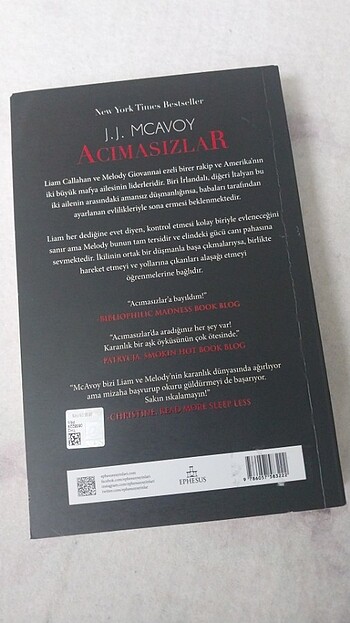 New York Times Bestseller
J.J. MCAVOY
ACIMASIZLAR
Liam Callahan ve Melody Giovannai ezeli birer rakip ve Amerika'nın
iki büyük mafya ailesinin liderleridir. Biri İrlandalı, diğeri İtalyan bu
iki ailenin arasındaki amansız düşmanlığınsa, babaları tarafından
ayarlanan evlilikleriyle sona ermesi beklenmektedir.
Liam her dediğine evet diyen, kontrol etmesi kolay biriyle evleneceğini
sanır ama Melody bunun tam tersidir ve elindeki gücü cam pahasına
sevmektedir. İkilinin ortak bir düşmanla başa çıkmalarıysa, birlikte
hareket etmeyi ve yollarına çıkanları alaşağı etmeyi
öğrenmelerine bağlıdır.
"Acımasızlar'a bayıldım!"
BIBLIOPHILIC MADNESS BOOK BLOG
"Acımasızlar'da aradığınız her şey var!
Karanlık bir aşk öyküsünün çok ötesinde."
PATRYCJA, SMOKIN HOT BOOK BLOG
"McAvoy bizi Liam ve Melody'nin karanlık dünyasında ağırlıyor
ama mizaha başvurup okuru güldürmeyi de başarıyor.
Sakın ıskalamayın!"
CHRISTINE, READ MORE SLEEP LESS
EPHESUS